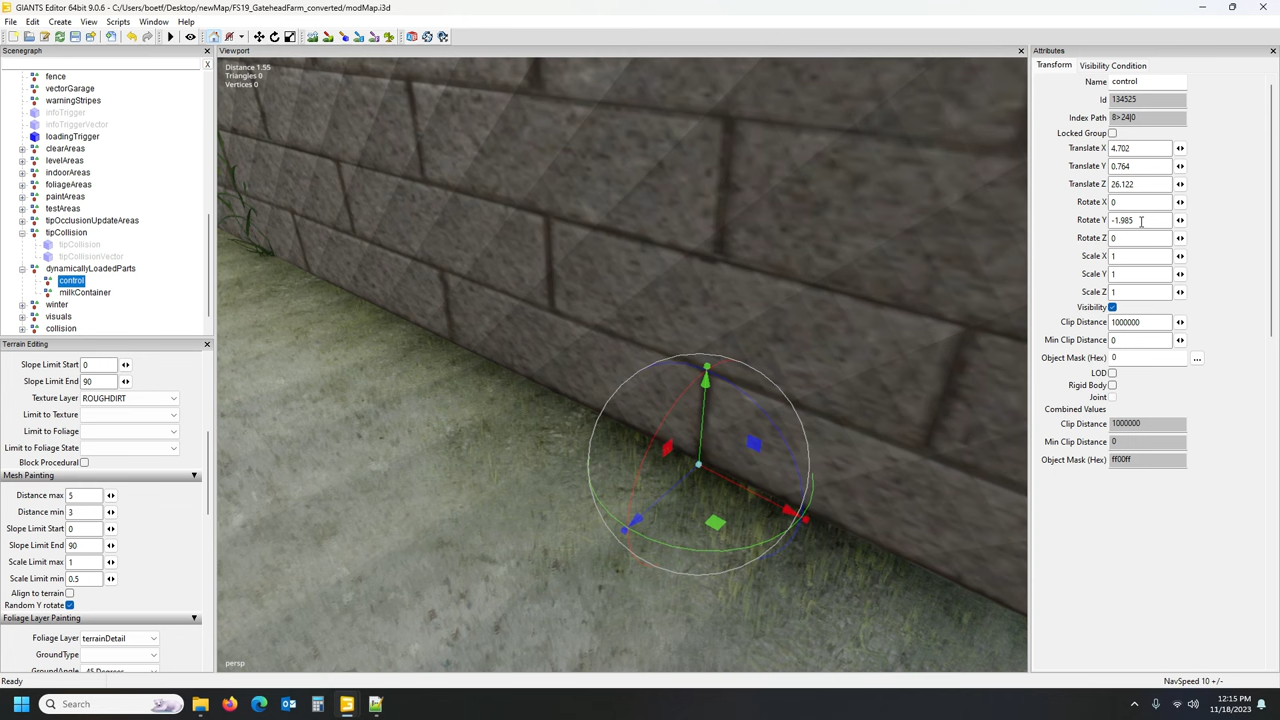 GIANTS Editor 64bit 9.0.6 - C:/Users/boetf/Desktop/newMap/FS19_GateheadFarm_converted/modMap.i3d
File Edit Create View Scripts Window Help
Scenegraph
fence
vectorGarage
warningStripes
infoTrigger
infoTriggerVector
loadingTrigger
clearAreas
levelAreas
indoorAreas
foliageAreas
paintAreas
testAreas
tipOcclusionUpdateAreas
tipCollision
tipCollision
tipCollisionVector
dynamicallyLoadedParts
control
milkContainer
winter
visuals
collision
Terrain Editing
Slope Limit Start 0
Slope Limit End 90
Texture Layer ROUGHDIRT
Limit to Texture
Limit to Foliage
Limit to Foliage State
Block Procedural
Mesh Painting
Distance max 5
Distance min 3
Slope Limit Start 0
Slope Limit End 90
Scale Limit max 1
Scale Limit min 0.5
Align to terrain
Random Y rotate
Foliage Layer Painting
Foliage Layer terrainDetail
GroundType
GroundAngle -45 Degrees
Viewport
Distance 1.55
Triangles 0
Vertices 0
persp
Attributes
Transform Visibility Condition
Name control
Id 134525
Index Path 8>24|0
Locked Group
Translate X 4.702
Translate Y 0.764
Translate Z 26.122
Rotate X 0
Rotate Y -1.985
Rotate Z 0
Scale X 1
Scale Y 1
Scale Z 1
Visibility
Clip Distance 1000000
Min Clip Distance 0
Object Mask (Hex) 0 ...
LOD
Rigid Body
Joint
Combined Values
Clip Distance 1000000
Min Clip Distance 0
Object Mask (Hex) ff00ff
Ready
NavSpeed 10 +/-
Search
12:15 PM
11/18/2023